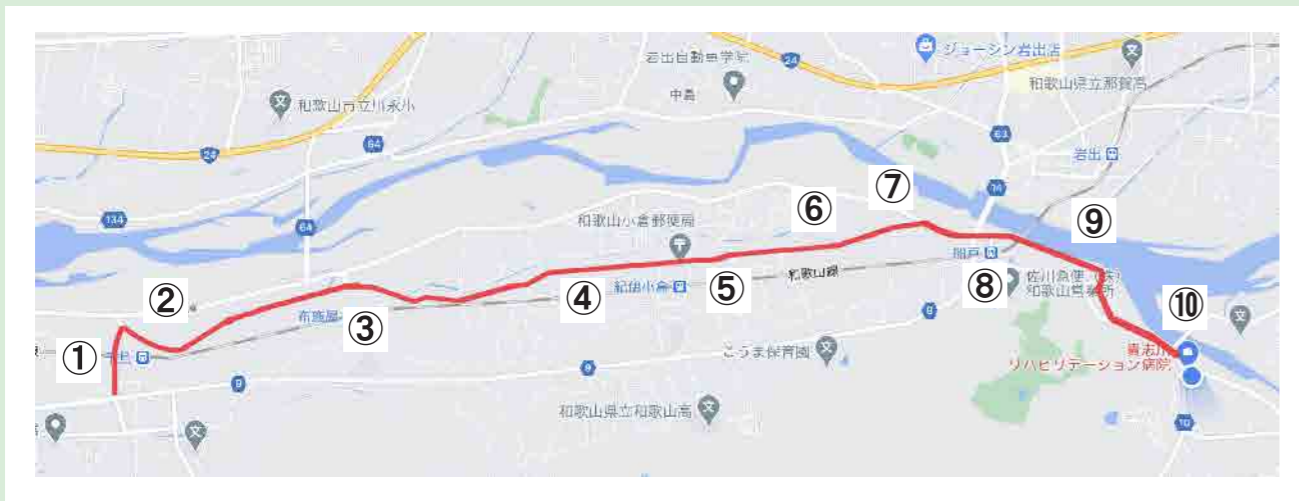 ジョーシン岩出店
岩出自動車学院
24
和歌山県立那賀高
中島
和歌山市立川永小
63
24
64
岩出
134
64
14
⑦
⑨
⑥
和歌山小倉郵便局
船戸
和歌山線
佐川急便（株）
和歌山営業所
②
④
紀伊小倉
⑤
⑧
⑩
布施屋
③
9
①
千旦
こうま保育園
貴志川
リハビリテーション病院
9
9
和歌山県立和歌山高
10